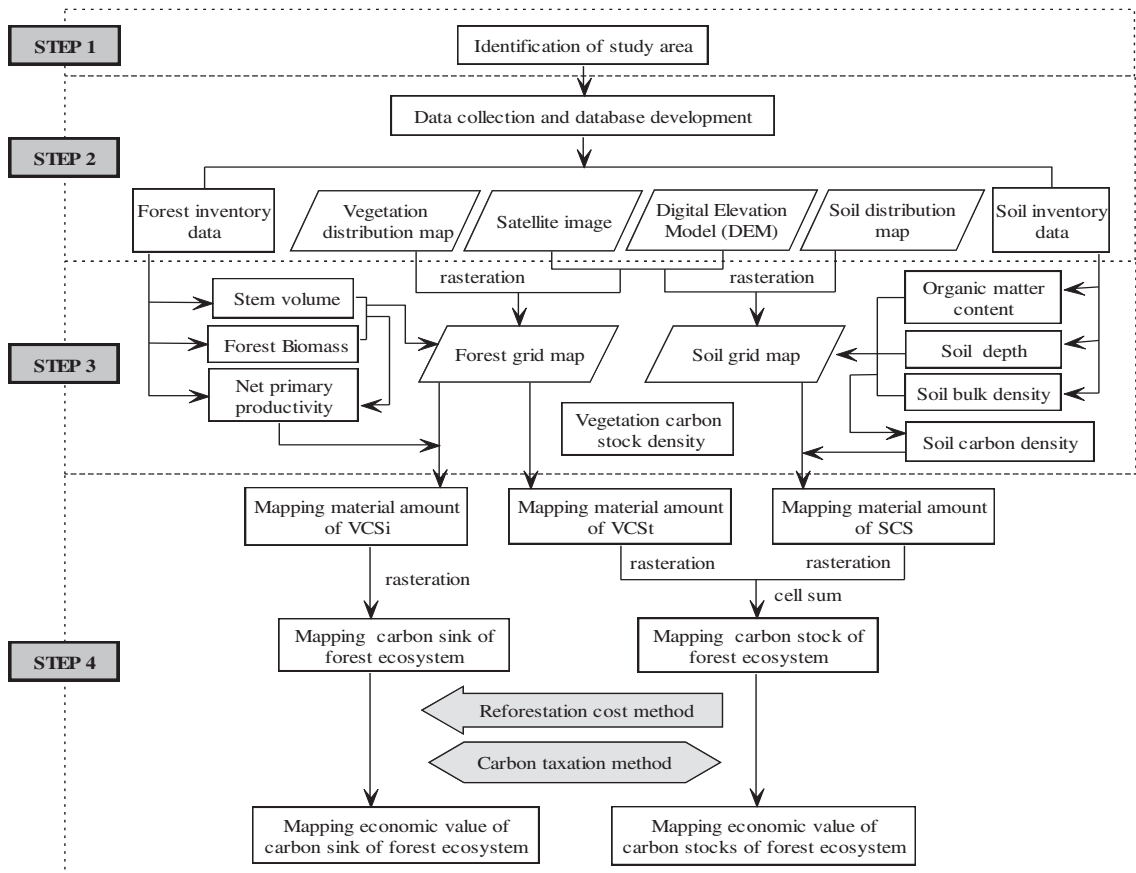 STEP 1
Identification of study area
Data collection and database development
STEP 2
Forest inventory
data
Vegetation
distribution map
Satellite image
Digital Elevation
Model (DEM)
Soil distribution
map
Soil inventory
data
rasteration
rasteration
STEP 3
Stem volume
Forest Biomass
Net primary
productivity
Forest grid map
Soil grid map
Organic matter
content
Soil depth
Soil bulk density
Soil carbon density
Vegetation carbon
stock density
Mapping material amount
of VCSi
Mapping material amount
of VCSt
Mapping material amount
of SCS
rasteration
rasteration
rasteration
cell sum
STEP 4
Mapping carbon sink of
forest ecosystem
Mapping carbon stock of
forest ecosystem
Reforestation cost method
Carbon taxation method
Mapping economic value of
carbon sink of forest ecosystem
Mapping economic value of
carbon stocks of forest ecosystem